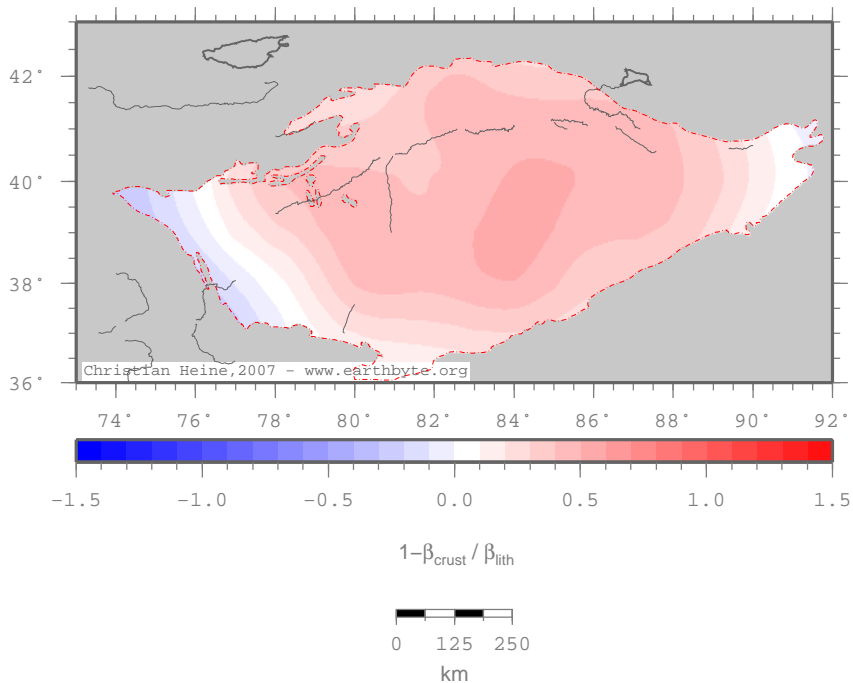 42°
40°
38°
36°
Christian Heine,2007 – www.earthbyte.org
74° 76° 78° 80° 82° 84° 86° 88° 90° 92°
−1.5 −1.0 −0.5 0.0 0.5 1.0 1.5
1−βcrust / βlith
0 125 250
km